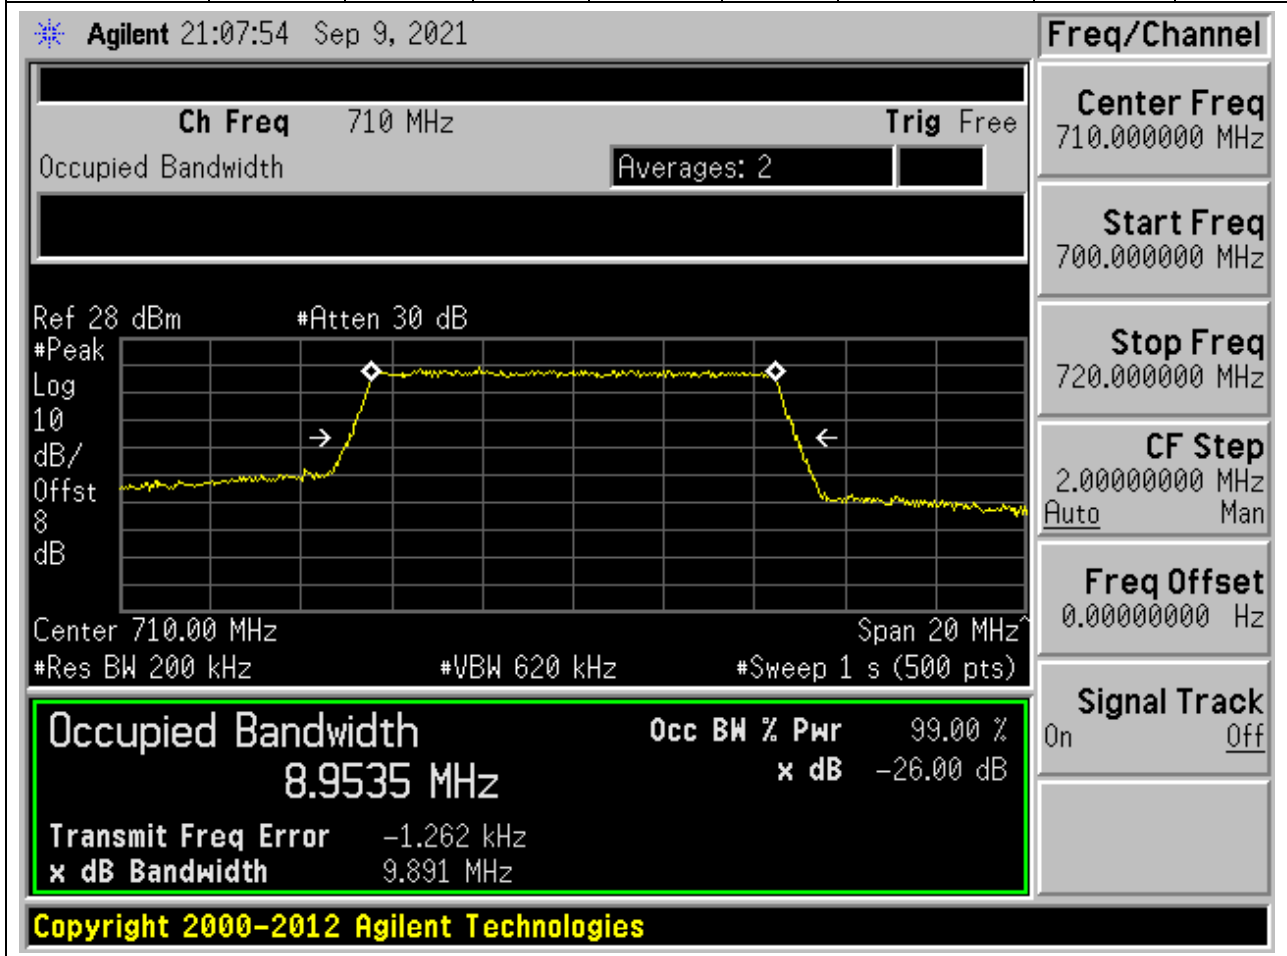 Agilent 21:07:54 Sep 9, 2021
Freq/Channel
Ch Freq 710 MHz Trig Free
Occupied Bandwidth Averages: 2
Center Freq
710.000000 MHz
Start Freq
700.000000 MHz
Stop Freq
720.000000 MHz
CF Step
2.00000000 MHz
Auto Man
Freq Offset
0.00000000 Hz
Signal Track
On Off
Ref 28 dBm #Atten 30 dB
#Peak
Log
10
dB/
Offst
8
dB
Center 710.00 MHz Span 20 MHz^
#Res BW 200 kHz #VBW 620 kHz #Sweep 1 s (500 pts)
Occupied Bandwidth
8.9535 MHz
Occ BW % Pwr 99.00 %
x dB -26.00 dB
Transmit Freq Error -1.262 kHz
x dB Bandwidth 9.891 MHz
Copyright 2000-2012 Agilent Technologies